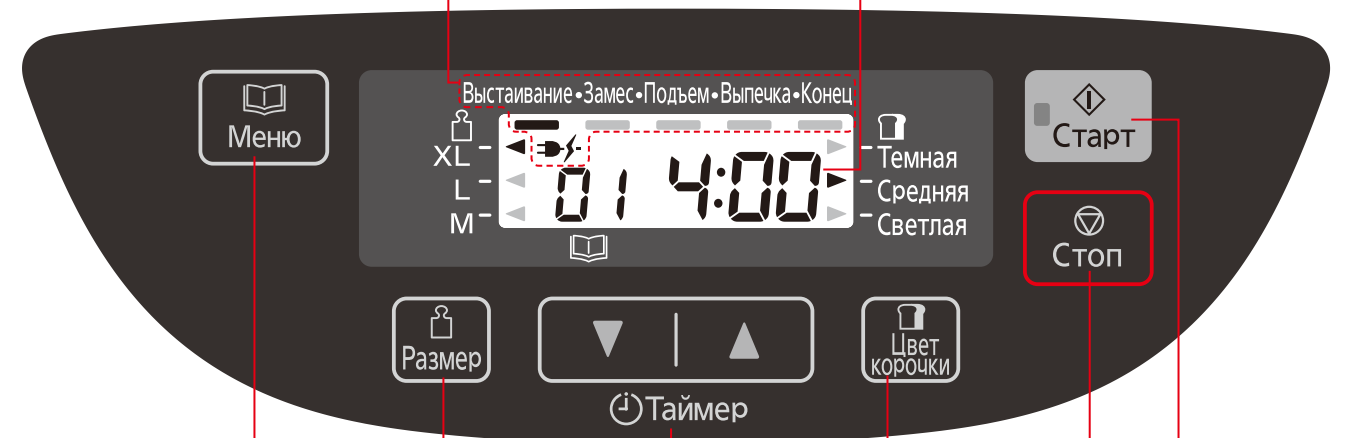 Выстаивание•Замес•Подъем•Выпечка•Конец
Меню
XL
L
M
01 4:00
Темная
Средняя
Светлая
Старт
Стоп
Размер
Таймер
Цвет
корочки